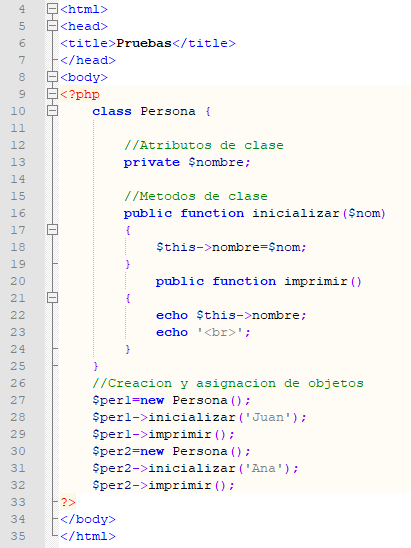 4 <html>
5 <head>
6 <title>Pruebas</title>
7 </head>
8 <body>
9 <?php
10 class Persona {
11
12 //Atributos de clase
13 private $nombre;
14
15 //Metodos de clase
16 public function inicializar($nom)
17 {
18 $this->nombre=$nom;
19 }
20 public function imprimir()
21 {
22 echo $this->nombre;
23 echo '<br>';
24 }
25 }
26 //Creacion y asignacion de objetos
27 $per1=new Persona();
28 $per1->inicializar('Juan');
29 $per1->imprimir();
30 $per2=new Persona();
31 $per2->inicializar('Ana');
32 $per2->imprimir();
33 ?>
34 </body>
35 </html>